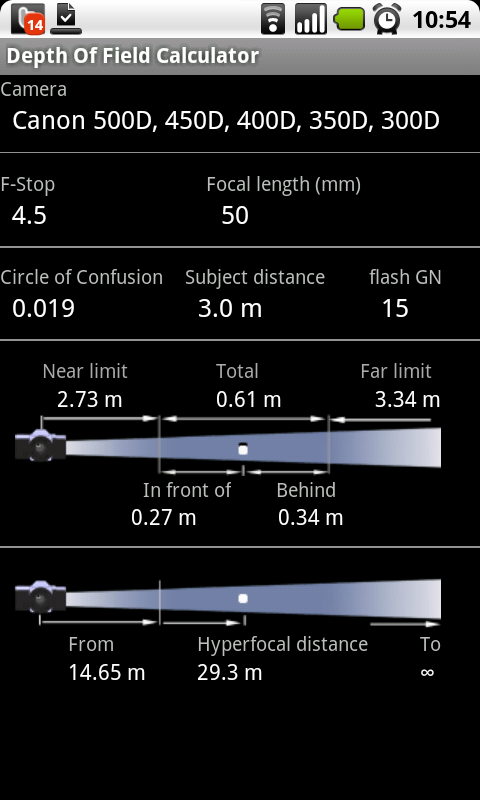 14
10:54
Depth Of Field Calculator
Camera
Canon 500D, 450D, 400D, 350D, 300D
F-Stop Focal length (mm)
4.5 50
Circle of Confusion Subject distance flash GN
0.019 3.0 m 15
Near limit Total Far limit
2.73 m 0.61 m 3.34 m
In front of Behind
0.27 m 0.34 m
From Hyperfocal distance To
14.65 m 29.3 m ∞